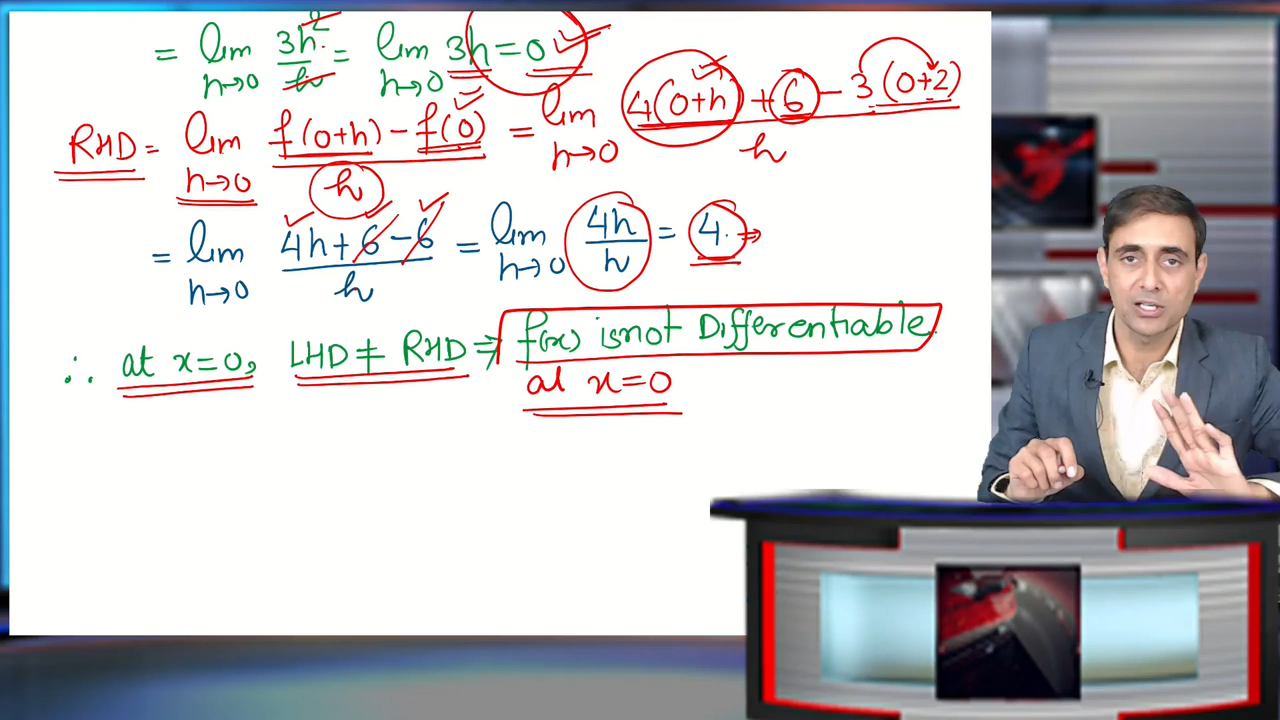 = lim h→0 3h²/h = lim h→0 3h = 0
RHD = lim h→0 f(0+h) - f(0)/h = lim h→0 4(0+h) + 6 - 3(0+2)/h
= lim h→0 4h + 6 - 6/h = lim h→0 4h/h = 4. ⇒
∴ at x=0, LHD ≠ RHD ⇒ f(x) is not Differentiable.
at x=0